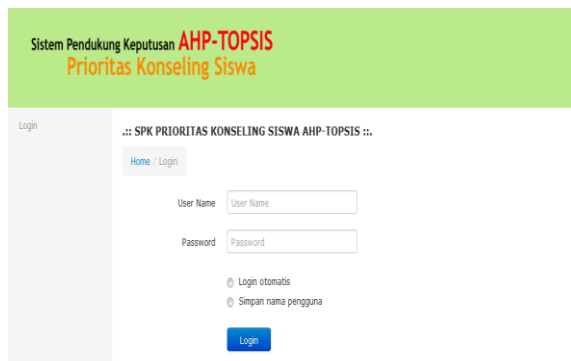 Sistem Pendukung Keputusan AHP-TOPSIS
Prioritas Konseling Siswa
Login
.:: SPK PRIORITAS KONSELING SISWA AHP-TOPSIS ::.
Home / Login
User Name User Name
Password Password
Login otomatis
Simpan nama pengguna
Login